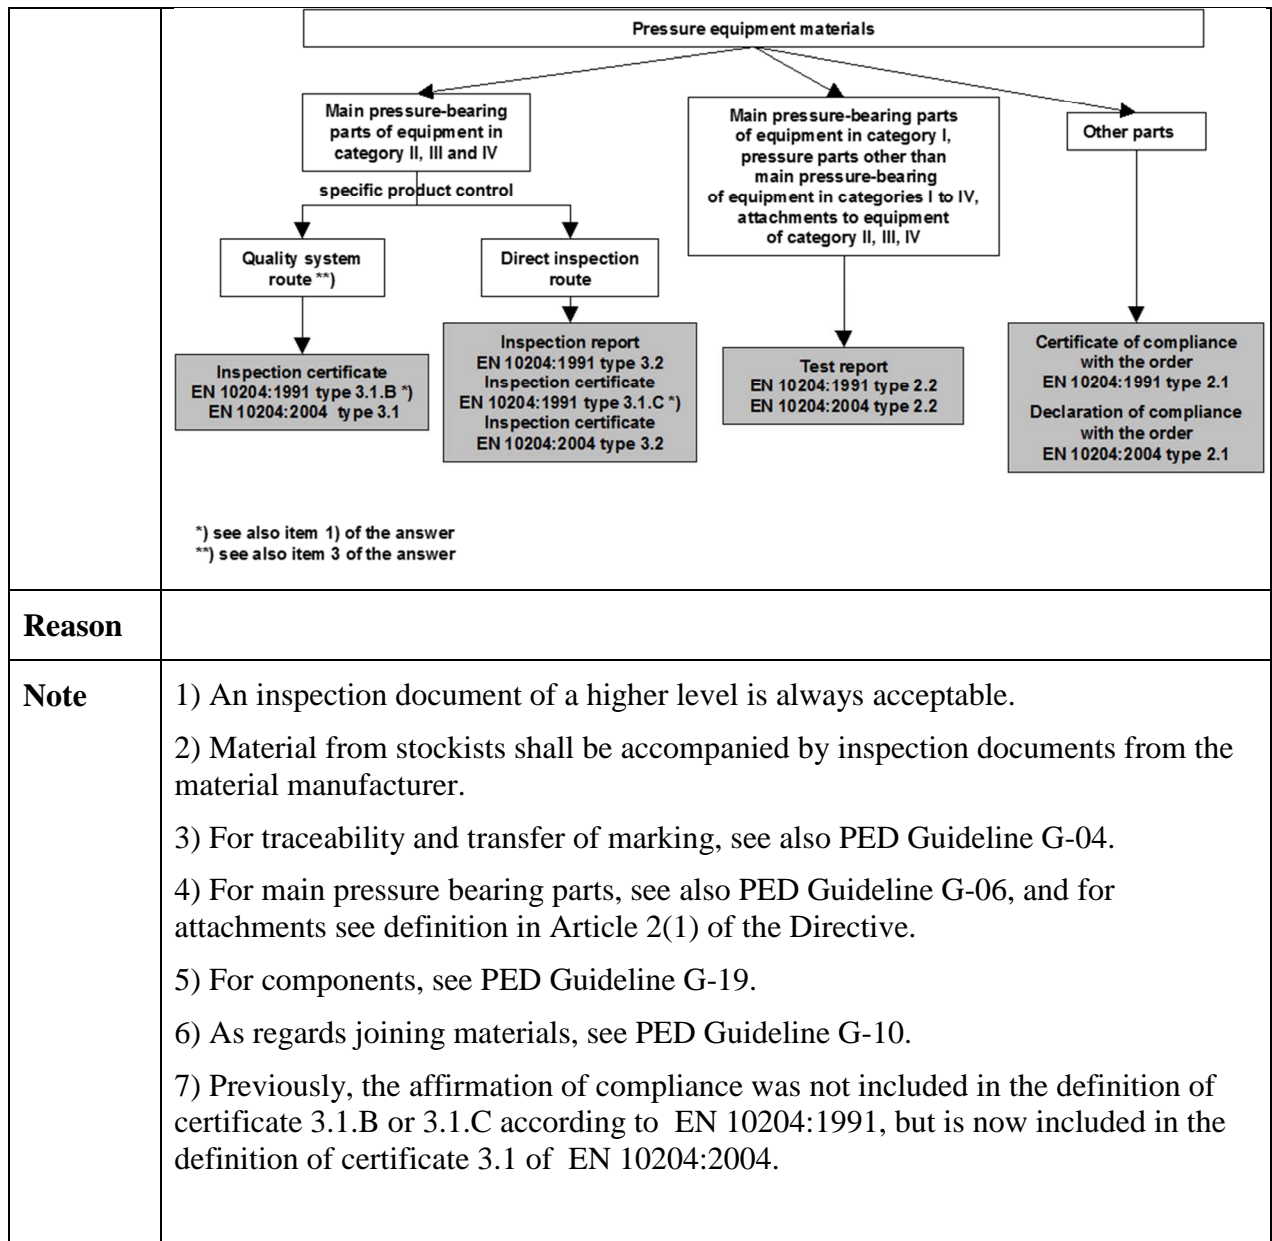 Pressure equipment materials
Main pressure-bearing
parts of equipment in
category II, III and IV
Main pressure-bearing parts
of equipment in category I,
pressure parts other than
main pressure-bearing
of equipment in categories I to IV,
attachments to equipment
of category II, III, IV
Other parts
specific product control
Quality system
route **)
Direct inspection
route
Inspection certificate
EN 10204:1991 type 3.1.B *)
EN 10204:2004 type 3.1
Inspection report
EN 10204:1991 type 3.2
Inspection certificate
EN 10204:1991 type 3.1.C *)
Inspection certificate
EN 10204:2004 type 3.2
Test report
EN 10204:1991 type 2.2
EN 10204:2004 type 2.2
Certificate of compliance
with the order
EN 10204:1991 type 2.1
Declaration of compliance
with the order
EN 10204:2004 type 2.1
*) see also item 1) of the answer
**) see also item 3 of the answer
Reason
Note
1) An inspection document of a higher level is always acceptable.
2) Material from stockists shall be accompanied by inspection documents from the
material manufacturer.
3) For traceability and transfer of marking, see also PED Guideline G-04.
4) For main pressure bearing parts, see also PED Guideline G-06, and for
attachments see definition in Article 2(1) of the Directive.
5) For components, see PED Guideline G-19.
6) As regards joining materials, see PED Guideline G-10.
7) Previously, the affirmation of compliance was not included in the definition of
certificate 3.1.B or 3.1.C according to EN 10204:1991, but is now included in the
definition of certificate 3.1 of EN 10204:2004.